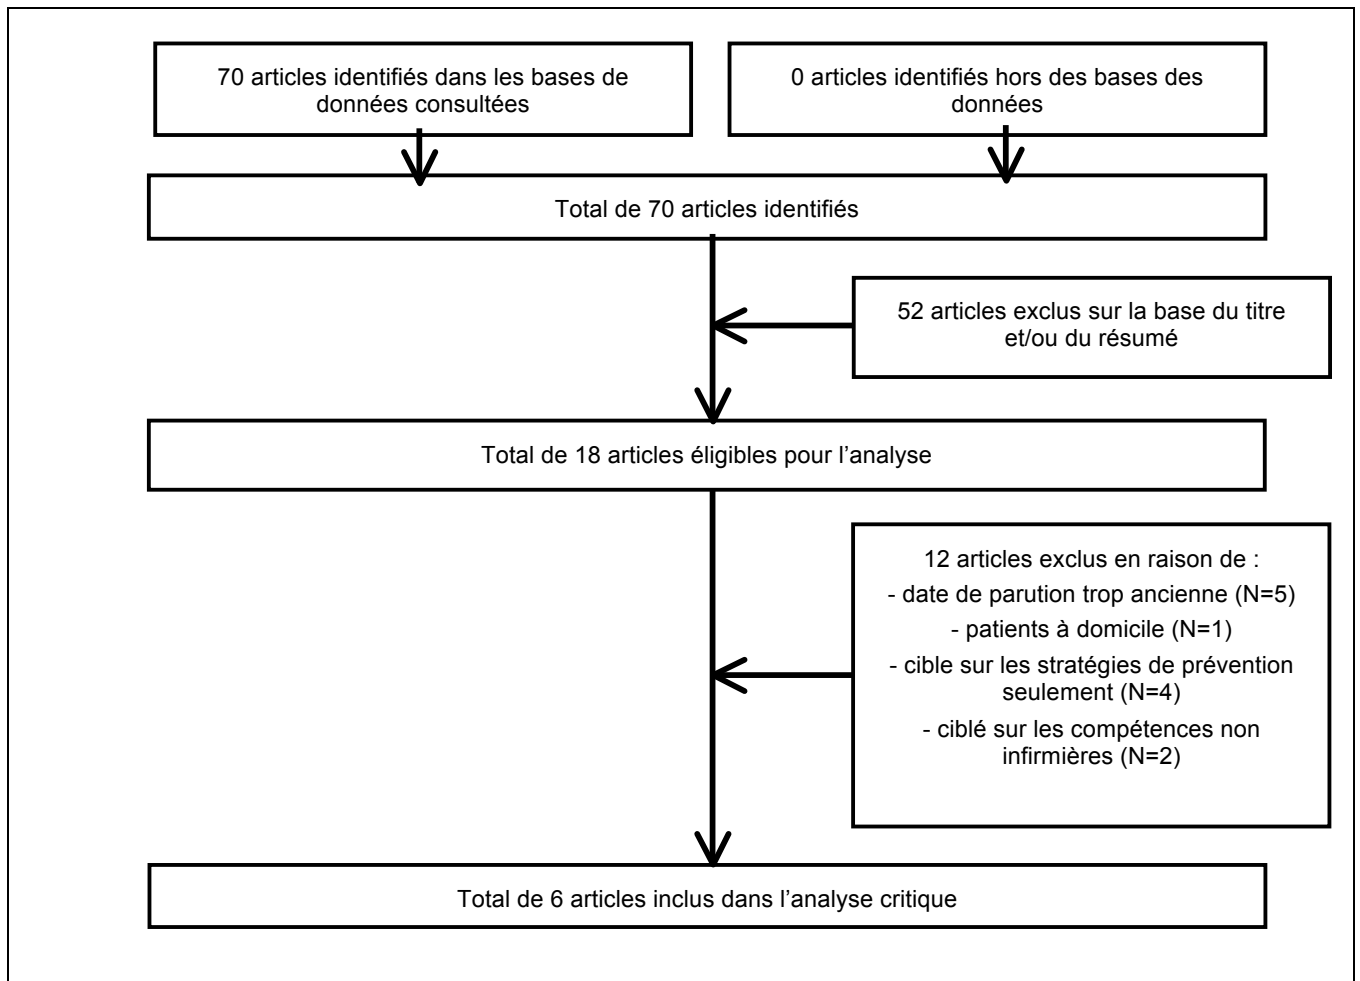 70 articles identifiés dans les bases de
données consultées
0 articles identifiés hors des bases des
données
Total de 70 articles identifiés
52 articles exclus sur la base du titre
et/ou du résumé
Total de 18 articles éligibles pour l’analyse
12 articles exclus en raison de :
- date de parution trop ancienne (N=5)
- patients à domicile (N=1)
- cible sur les stratégies de prévention
seulement (N=4)
- ciblé sur les compétences non
infirmières (N=2)
Total de 6 articles inclus dans l’analyse critique